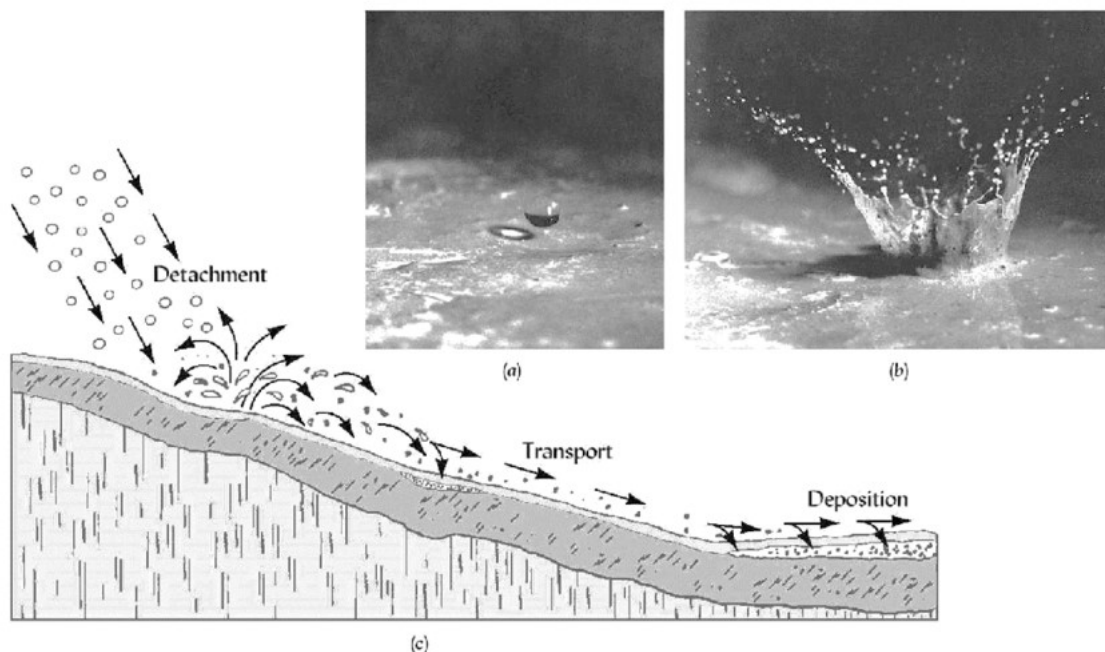 Detachment
(a)
(b)
Transport
Deposition
(c)